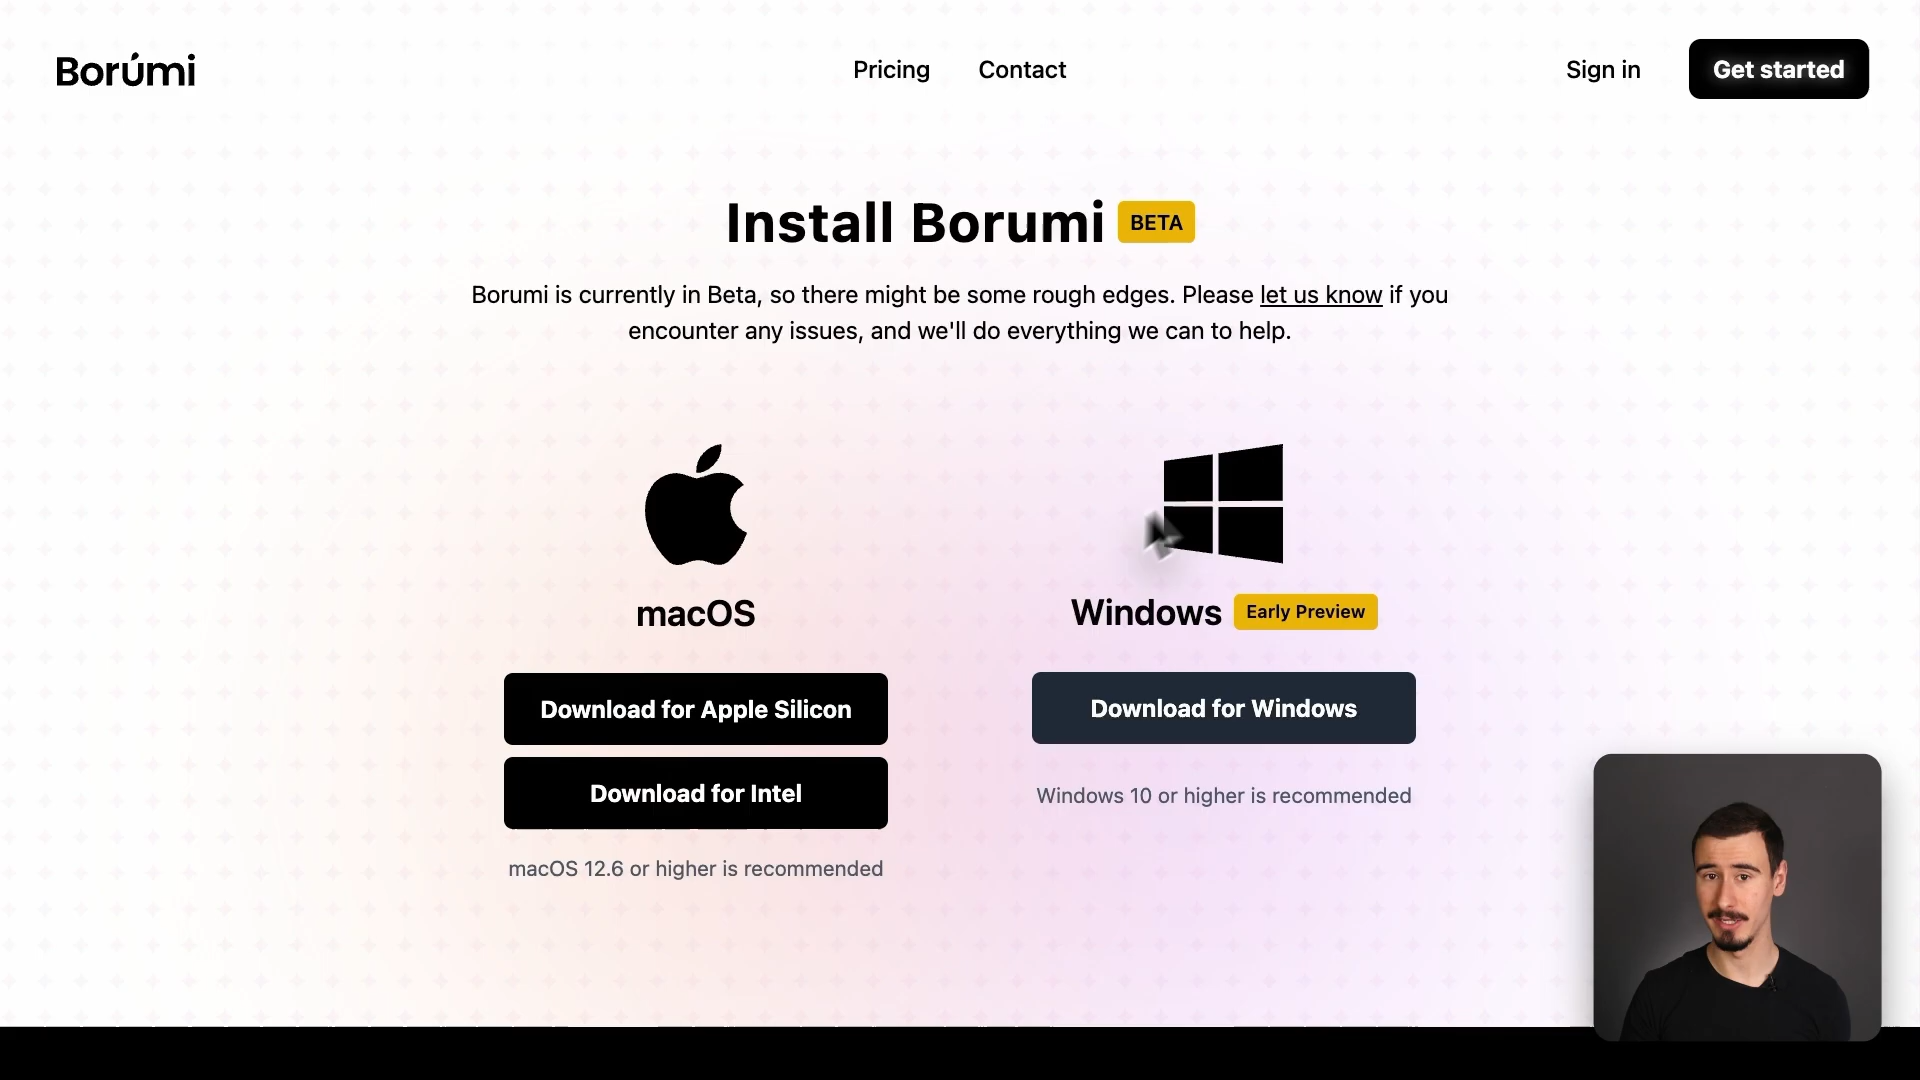 Borúmi
Pricing
Contact
Sign in
Get started
Install Borumi BETA
Borumi is currently in Beta, so there might be some rough edges. Please let us know if you
encounter any issues, and we'll do everything we can to help.
macOS
Download for Apple Silicon
Download for Intel
macOS 12.6 or higher is recommended
Windows Early Preview
Download for Windows
Windows 10 or higher is recommended